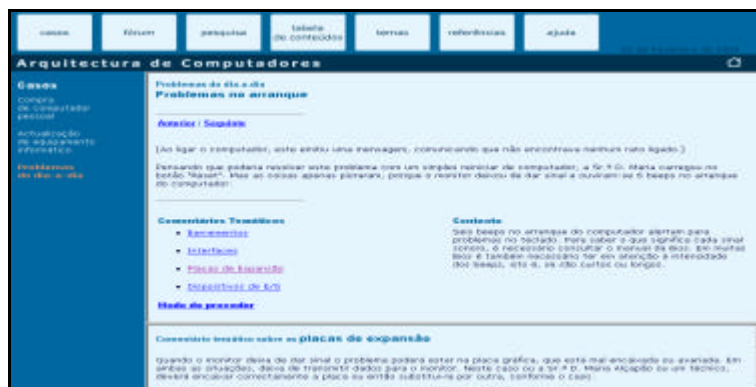 casos
fórum
pesquisa
tabela
de conteúdos
temas
referências
ajuda
Arquitectura de Computadores
Casos
Compra
de computador
pessoal
Actualização
de equipamento
informático
Problemas
do dia-a-dia
Problemas do dia-a-dia
Problemas no arranque
Anterior | Seguinte
[Ao ligar o computador, este emitiu uma mensagem, comunicando que não encontrava nenhum rato ligado.]
Pensando que poderia resolver este problema com um simples reiniciar de computador, a Sr.ª D. Maria carregou no
botão "Reset". Mas as coisas apenas pioraram, porque o monitor deixou de dar sinal e ouviram-se 6 beeps no arranque
do computador.
Comentários Temáticos
Barramentos
Interfaces
Placas de Expansão
Dispositivos de E/S
Modo de proceder
Contexto
Seis beeps no arranque do computador alertam para
problemas no teclado. Para saber o que significa cada sinal
sonoro, é necessário consultar o manual da Bios. Em muitas
Bios é também necessário ter em atenção a intensidade
dos beeps, isto é, se são curtos ou longos.
Comentário temático sobre as placas de expansão
Quando o monitor deixa de dar sinal o problema poderá estar na placa gráfica, que está mal encaixada ou avariada. Em
ambas as situações, deixa de transmitir dados para o monitor. Neste caso ou a Sr.ª D. Maria Alçapão ou um técnico,
deverá encaixar correctamente a placa ou então substituí-la por outra, conforme o caso.